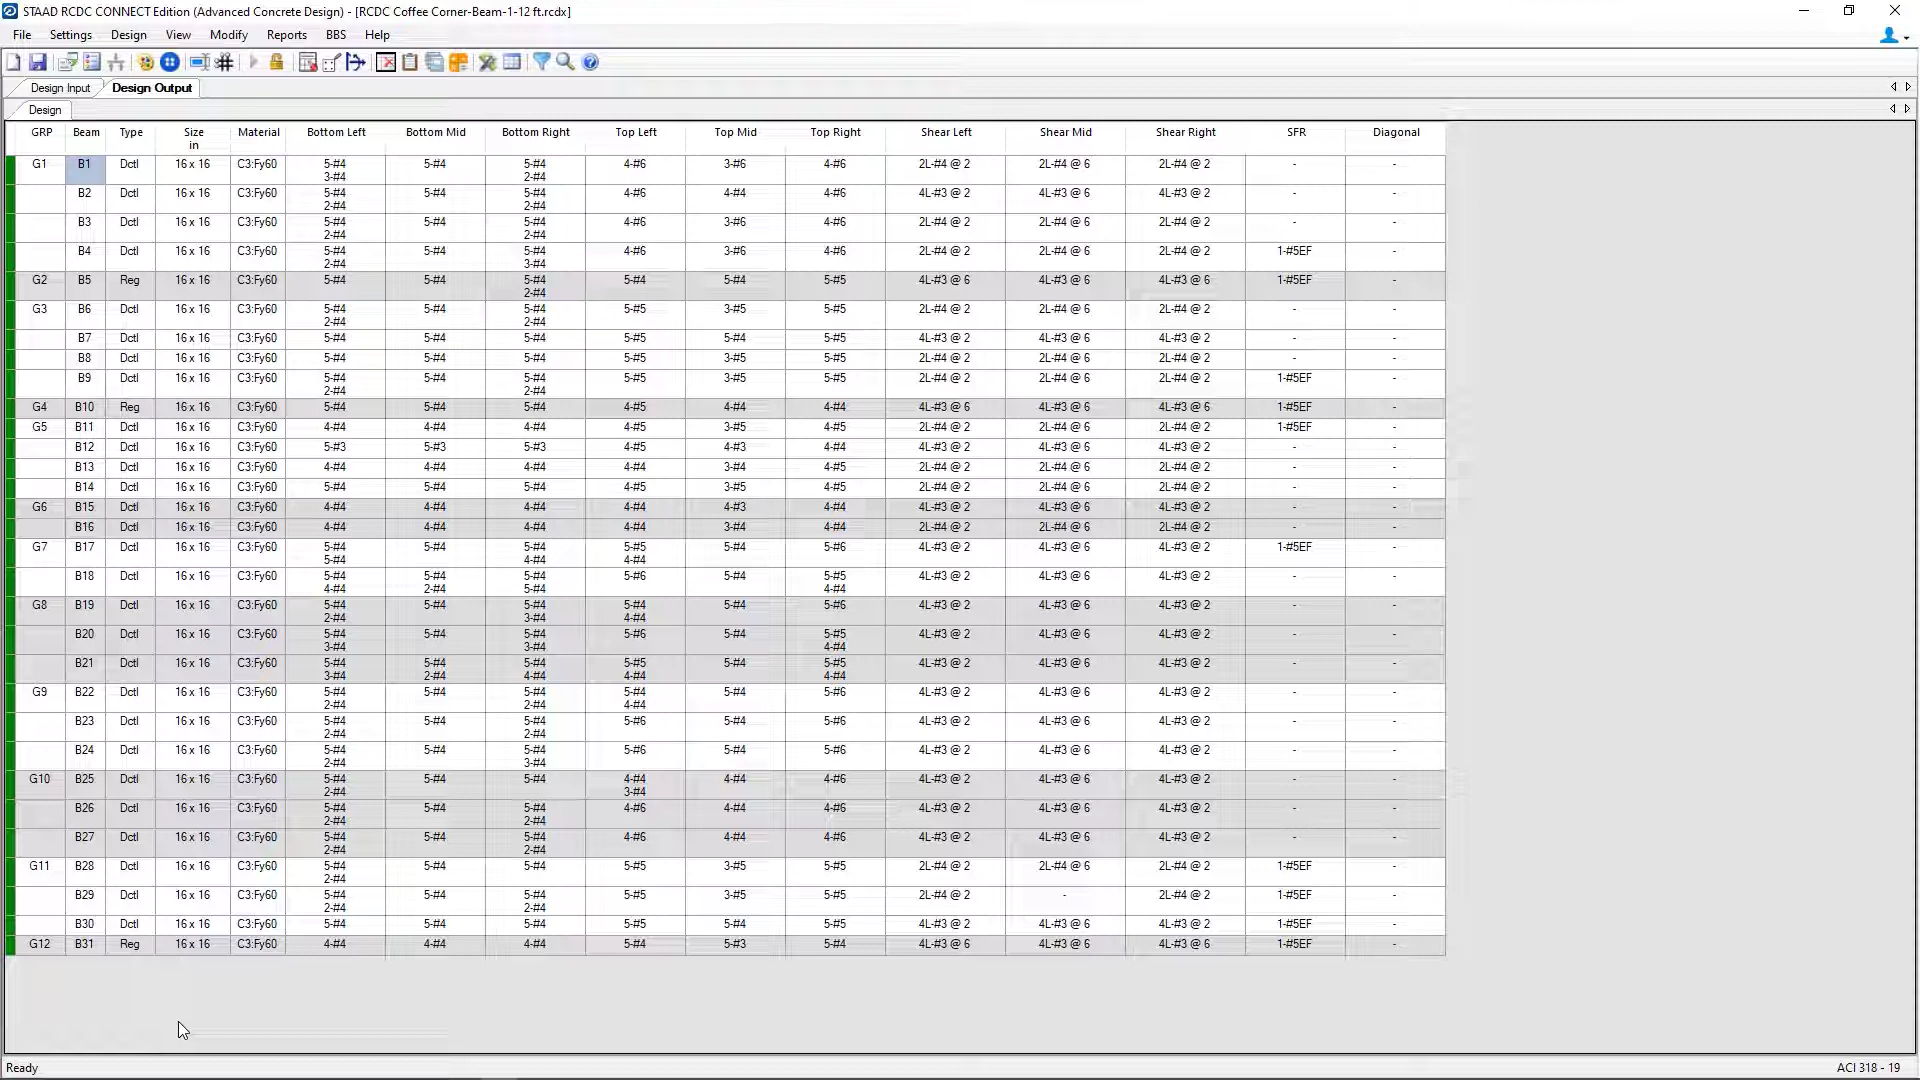 STAAD RCDC CONNECT Edition (Advanced Concrete Design) - [RCDC Coffee Corner-Beam-1-12 ft.rcdx]
File Settings Design View Modify Reports BBS Help
Design Input Design Output
Design
GRP Beam Type Size Material Bottom Left Bottom Mid Bottom Right Top Left Top Mid Top Right Shear Left Shear Mid Shear Right SFR Diagonal
in
G1 B1 Dctl 16 x 16 C3:Fy60 5-#4 5-#4 5-#4 4-#6 3-#6 4-#6 2L-#4 @ 2 2L-#4 @ 6 2L-#4 @ 2 - -
3-#4 2-#4
B2 Dctl 16 x 16 C3:Fy60 5-#4 5-#4 5-#4 4-#6 4-#4 4-#6 4L-#3 @ 2 4L-#3 @ 6 4L-#3 @ 2 - -
2-#4 2-#4
B3 Dctl 16 x 16 C3:Fy60 5-#4 5-#4 5-#4 4-#6 3-#6 4-#6 2L-#4 @ 2 2L-#4 @ 6 2L-#4 @ 2 - -
2-#4 2-#4
B4 Dctl 16 x 16 C3:Fy60 5-#4 5-#4 5-#4 4-#6 3-#6 4-#6 2L-#4 @ 2 2L-#4 @ 6 2L-#4 @ 2 1-#5EF -
2-#4 3-#4
G2 B5 Reg 16 x 16 C3:Fy60 5-#4 5-#4 5-#4 5-#4 5-#4 5-#5 4L-#3 @ 6 4L-#3 @ 6 4L-#3 @ 6 1-#5EF -
2-#4
G3 B6 Dctl 16 x 16 C3:Fy60 5-#4 5-#4 5-#4 5-#5 3-#5 5-#5 2L-#4 @ 2 2L-#4 @ 6 2L-#4 @ 2 - -
2-#4 2-#4
B7 Dctl 16 x 16 C3:Fy60 5-#4 5-#4 5-#4 5-#5 5-#4 5-#5 4L-#3 @ 2 4L-#3 @ 6 4L-#3 @ 2 - -
B8 Dctl 16 x 16 C3:Fy60 5-#4 5-#4 5-#4 5-#5 3-#5 5-#5 2L-#4 @ 2 2L-#4 @ 6 2L-#4 @ 2 - -
B9 Dctl 16 x 16 C3:Fy60 5-#4 5-#4 5-#4 5-#5 3-#5 5-#5 2L-#4 @ 2 2L-#4 @ 6 2L-#4 @ 2 1-#5EF -
2-#4 2-#4
G4 B10 Reg 16 x 16 C3:Fy60 5-#4 5-#4 5-#4 4-#5 4-#4 4-#4 4L-#3 @ 6 4L-#3 @ 6 4L-#3 @ 6 1-#5EF -
G5 B11 Dctl 16 x 16 C3:Fy60 4-#4 4-#4 4-#4 4-#5 3-#5 4-#5 2L-#4 @ 2 2L-#4 @ 6 2L-#4 @ 2 1-#5EF -
B12 Dctl 16 x 16 C3:Fy60 5-#3 5-#3 5-#3 4-#5 4-#3 4-#4 4L-#3 @ 2 4L-#3 @ 6 4L-#3 @ 2 - -
B13 Dctl 16 x 16 C3:Fy60 4-#4 4-#4 4-#4 4-#4 3-#4 4-#5 2L-#4 @ 2 2L-#4 @ 6 2L-#4 @ 2 - -
B14 Dctl 16 x 16 C3:Fy60 5-#4 5-#4 5-#4 4-#5 3-#5 4-#5 2L-#4 @ 2 2L-#4 @ 6 2L-#4 @ 2 - -
G6 B15 Dctl 16 x 16 C3:Fy60 4-#4 4-#4 4-#4 4-#4 4-#3 4-#4 4L-#3 @ 2 4L-#3 @ 6 4L-#3 @ 2 - -
B16 Dctl 16 x 16 C3:Fy60 4-#4 4-#4 4-#4 4-#4 3-#4 4-#4 2L-#4 @ 2 2L-#4 @ 6 2L-#4 @ 2 - -
G7 B17 Dctl 16 x 16 C3:Fy60 5-#4 5-#4 5-#4 5-#5 5-#4 5-#6 4L-#3 @ 2 4L-#3 @ 6 4L-#3 @ 2 1-#5EF -
5-#4 4-#4 4-#4
B18 Dctl 16 x 16 C3:Fy60 5-#4 5-#4 5-#4 5-#6 5-#4 5-#5 4L-#3 @ 2 4L-#3 @ 6 4L-#3 @ 2 - -
4-#4 2-#4 5-#4 4-#4
G8 B19 Dctl 16 x 16 C3:Fy60 5-#4 5-#4 5-#4 5-#4 5-#4 5-#6 4L-#3 @ 2 4L-#3 @ 6 4L-#3 @ 2 - -
2-#4 3-#4 4-#4
B20 Dctl 16 x 16 C3:Fy60 5-#4 5-#4 5-#4 5-#6 5-#4 5-#5 4L-#3 @ 2 4L-#3 @ 6 4L-#3 @ 2 - -
3-#4 3-#4 4-#4
B21 Dctl 16 x 16 C3:Fy60 5-#4 5-#4 5-#4 5-#5 5-#4 5-#5 4L-#3 @ 2 4L-#3 @ 6 4L-#3 @ 2 - -
3-#4 2-#4 4-#4 4-#4 4-#4
G9 B22 Dctl 16 x 16 C3:Fy60 5-#4 5-#4 5-#4 5-#4 5-#4 5-#6 4L-#3 @ 2 4L-#3 @ 6 4L-#3 @ 2 - -
2-#4 2-#4 4-#4
B23 Dctl 16 x 16 C3:Fy60 5-#4 5-#4 5-#4 5-#6 5-#4 5-#6 4L-#3 @ 2 4L-#3 @ 6 4L-#3 @ 2 - -
2-#4 2-#4
B24 Dctl 16 x 16 C3:Fy60 5-#4 5-#4 5-#4 5-#6 5-#4 5-#6 4L-#3 @ 2 4L-#3 @ 6 4L-#3 @ 2 - -
2-#4 3-#4
G10 B25 Dctl 16 x 16 C3:Fy60 5-#4 5-#4 5-#4 4-#4 4-#4 4-#6 4L-#3 @ 2 4L-#3 @ 6 4L-#3 @ 2 - -
2-#4 3-#4
B26 Dctl 16 x 16 C3:Fy60 5-#4 5-#4 5-#4 4-#6 4-#4 4-#6 4L-#3 @ 2 4L-#3 @ 6 4L-#3 @ 2 - -
2-#4 2-#4
B27 Dctl 16 x 16 C3:Fy60 5-#4 5-#4 5-#4 4-#6 4-#4 4-#6 4L-#3 @ 2 4L-#3 @ 6 4L-#3 @ 2 - -
2-#4 2-#4
G11 B28 Dctl 16 x 16 C3:Fy60 5-#4 5-#4 5-#4 5-#5 3-#5 5-#5 2L-#4 @ 2 2L-#4 @ 6 2L-#4 @ 2 1-#5EF -
2-#4
B29 Dctl 16 x 16 C3:Fy60 5-#4 5-#4 5-#4 5-#5 3-#5 5-#5 2L-#4 @ 2 - 2L-#4 @ 2 1-#5EF -
2-#4 2-#4
B30 Dctl 16 x 16 C3:Fy60 5-#4 5-#4 5-#4 5-#5 5-#4 5-#5 4L-#3 @ 2 4L-#3 @ 6 4L-#3 @ 2 1-#5EF -
G12 B31 Reg 16 x 16 C3:Fy60 4-#4 4-#4 4-#4 5-#4 5-#3 5-#4 4L-#3 @ 6 4L-#3 @ 6 4L-#3 @ 6 1-#5EF -
Ready ACI 318 - 19